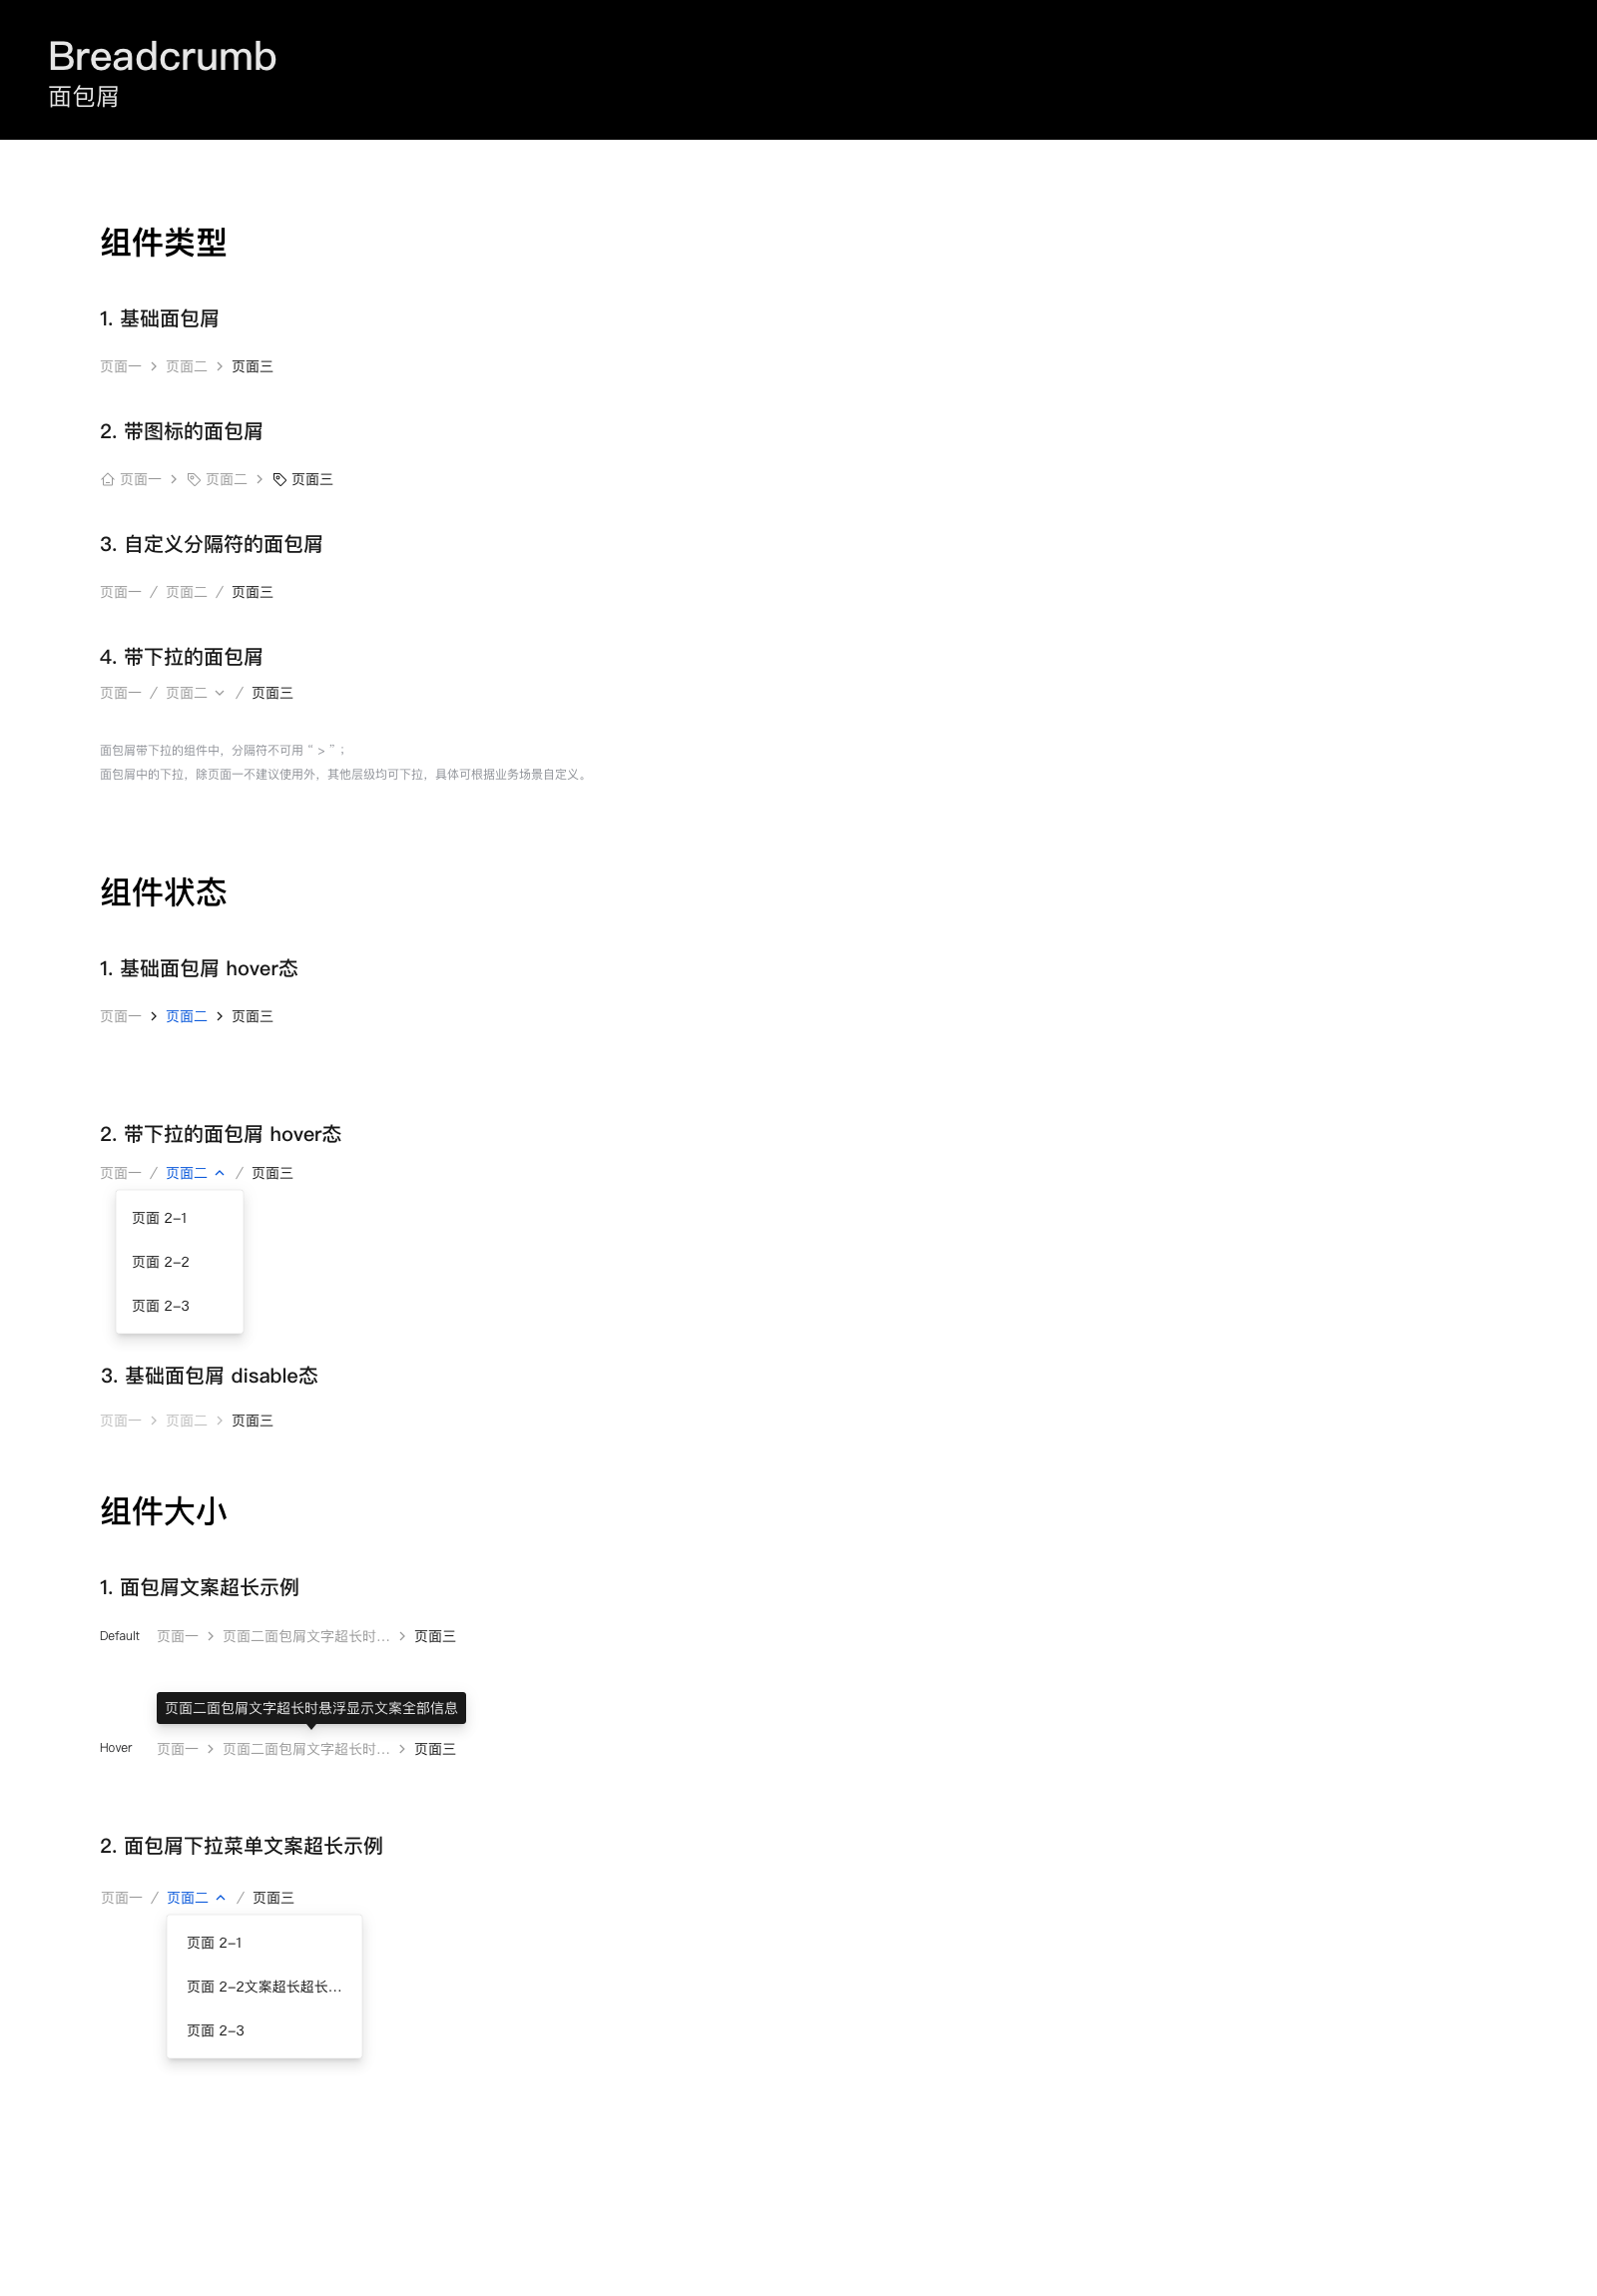 Breadcrumb
面包屑
组件类型
1. 基础面包屑
页面一 > 页面二 > 页面三
2. 带图标的面包屑
页面一 > 页面二 > 页面三
3. 自定义分隔符的面包屑
页面一 / 页面二 / 页面三
4. 带下拉的面包屑
页面一 / 页面二 / 页面三
面包屑带下拉的组件中，分隔符不可用 “ > ”；
面包屑中的下拉，除页面一不建议使用外，其他层级均可下拉，具体可根据业务场景自定义。
组件状态
1. 基础面包屑 hover态
页面一 > 页面二 > 页面三
2. 带下拉的面包屑 hover态
页面一 / 页面二 / 页面三
页面 2-1
页面 2-2
页面 2-3
3. 基础面包屑 disable态
页面一 > 页面二 > 页面三
组件大小
1. 面包屑文案超长示例
Default 页面一 > 页面二面包屑文字超长时... > 页面三
页面二面包屑文字超长时悬浮显示文案全部信息
Hover 页面一 > 页面二面包屑文字超长时... > 页面三
2. 面包屑下拉菜单文案超长示例
页面一 / 页面二 / 页面三
页面 2-1
页面 2-2文案超长超长...
页面 2-3